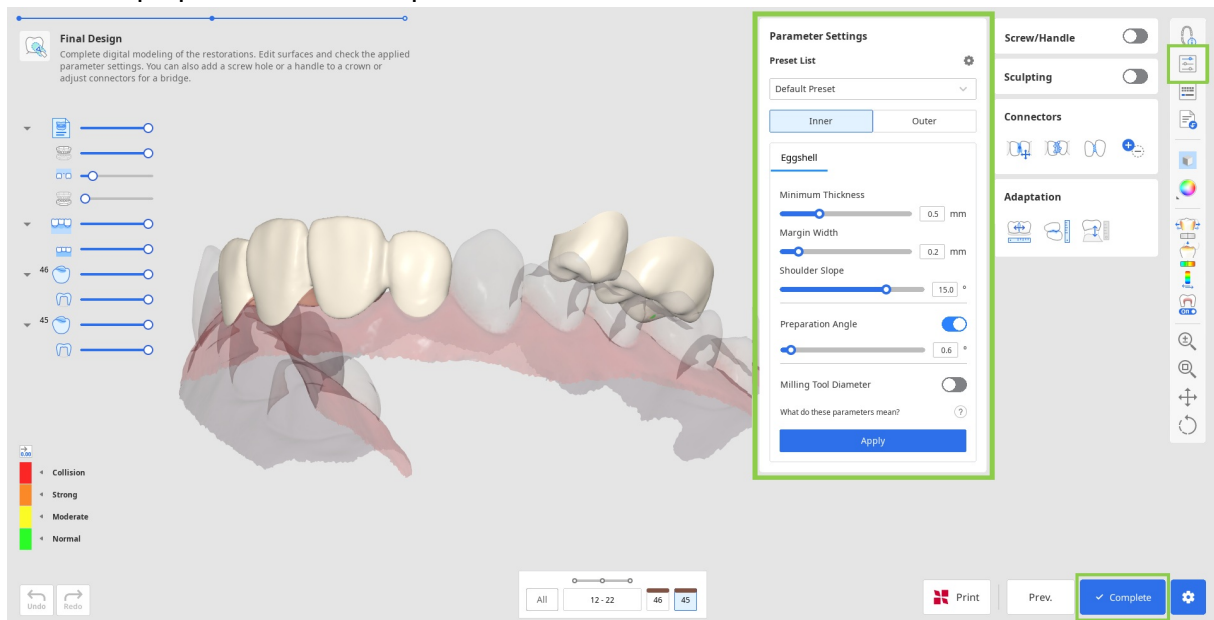 Final Design
Complete digital modeling of the restorations. Edit surfaces and check the applied
parameter settings. You can also add a screw hole or a handle to a crown or
adjust connectors for a bridge.
46
45
0.00
Collision
Strong
Moderate
Normal
Undo
Redo
All
12 - 22
46
45
Parameter Settings
Preset List
Default Preset
Inner
Outer
Eggshell
Minimum Thickness
0.5 mm
Margin Width
0.2 mm
Shoulder Slope
15.0 °
Preparation Angle
0.6 °
Milling Tool Diameter
What do these parameters mean?
?
Apply
Screw/Handle
Sculpting
Connectors
Adaptation
ON
Print
Prev.
Complete